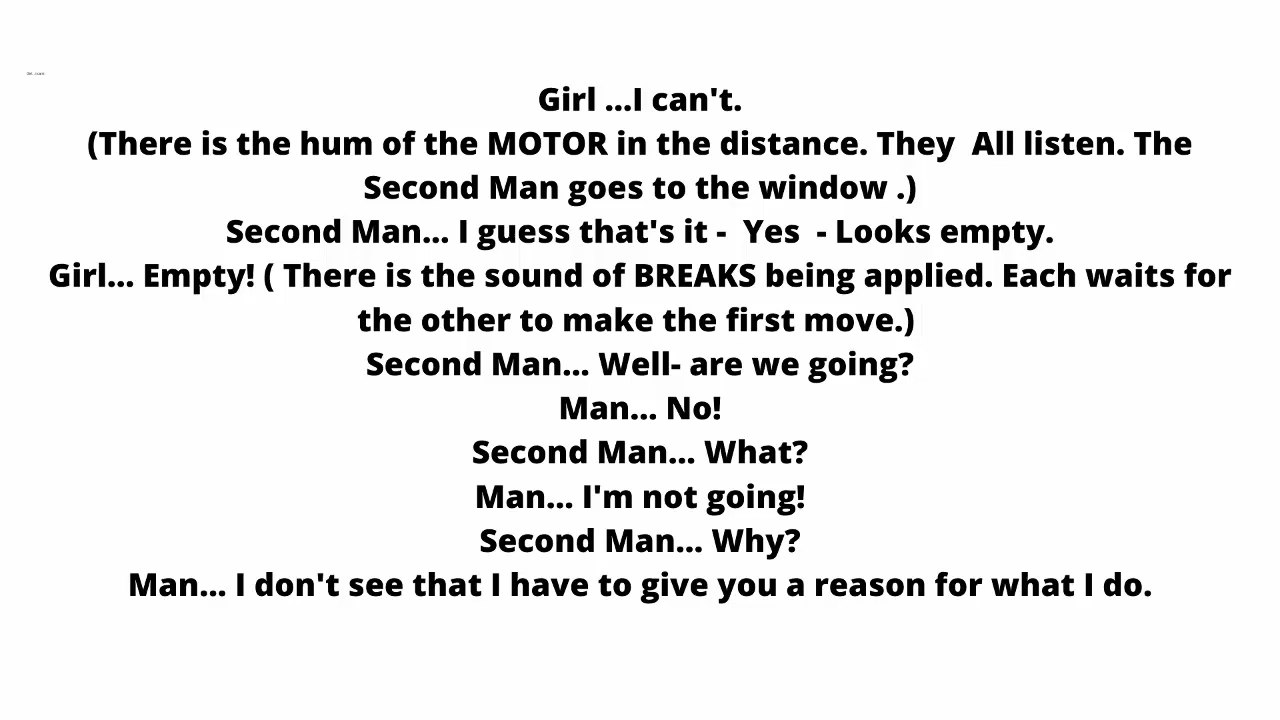 Girl ...I can't.
(There is the hum of the MOTOR in the distance. They  All listen. The
Second Man goes to the window .)
Second Man... I guess that's it -  Yes  - Looks empty.
Girl... Empty! ( There is the sound of BREAKS being applied. Each waits for
the other to make the first move.)
Second Man... Well- are we going?
Man... No!
Second Man... What?
Man... I'm not going!
Second Man... Why?
Man... I don't see that I have to give you a reason for what I do.